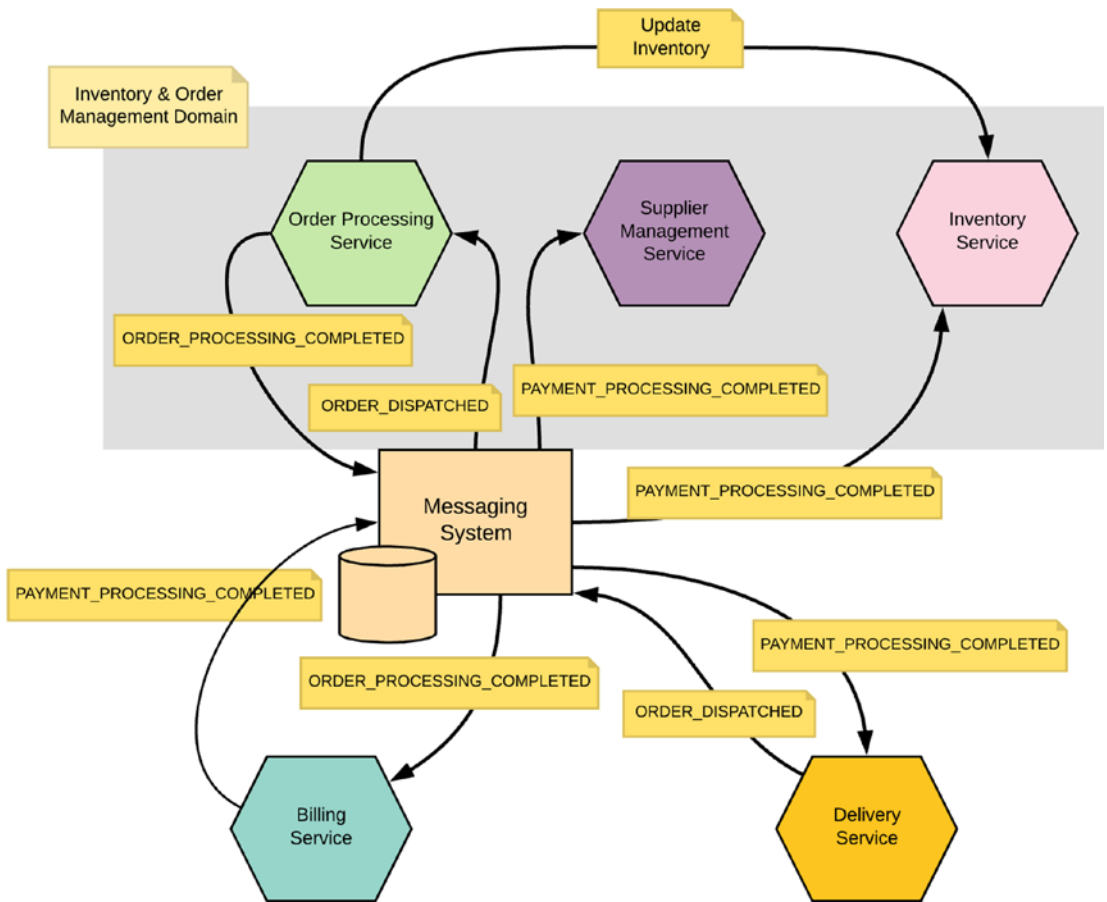 Update
Inventory
Inventory & Order
Management Domain
Order Processing
Service
Supplier
Management
Service
Inventory
Service
ORDER_PROCESSING_COMPLETED
ORDER_DISPATCHED
PAYMENT_PROCESSING_COMPLETED
PAYMENT_PROCESSING_COMPLETED
Messaging
System
PAYMENT_PROCESSING_COMPLETED
ORDER_PROCESSING_COMPLETED
PAYMENT_PROCESSING_COMPLETED
ORDER_DISPATCHED
Billing
Service
Delivery
Service